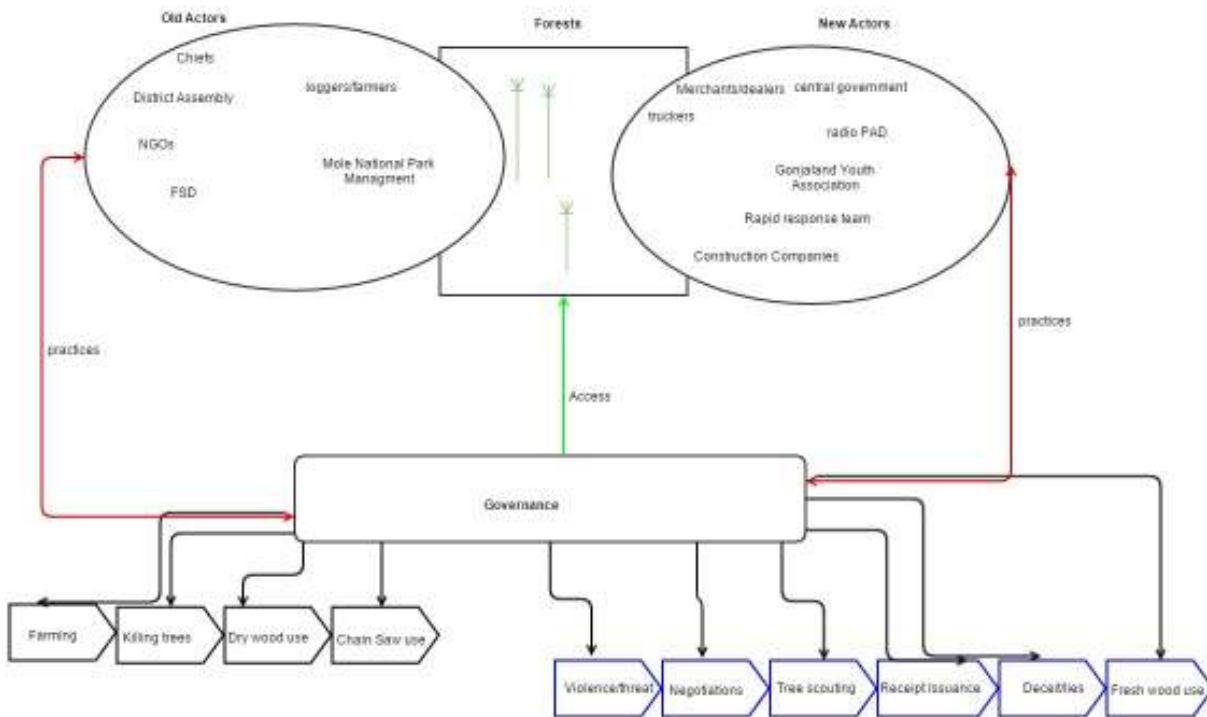 Old Actors
Forests
New Actors
Chiefs
loggers/farmers
District Assembly
NGOs
Mole National Park
Managment
FSD
Merchants/dealers
central government
truckers
radio PAD
Gonjaland Youth
Association
Rapid response team
Construction Companies
practices
practices
Access
Governance
Farming
Killing trees
Dry wood use
Chain Saw use
Violence/threat
Negotiations
Tree scouting
Receipt Issuance
Deceit/lies
Fresh wood use